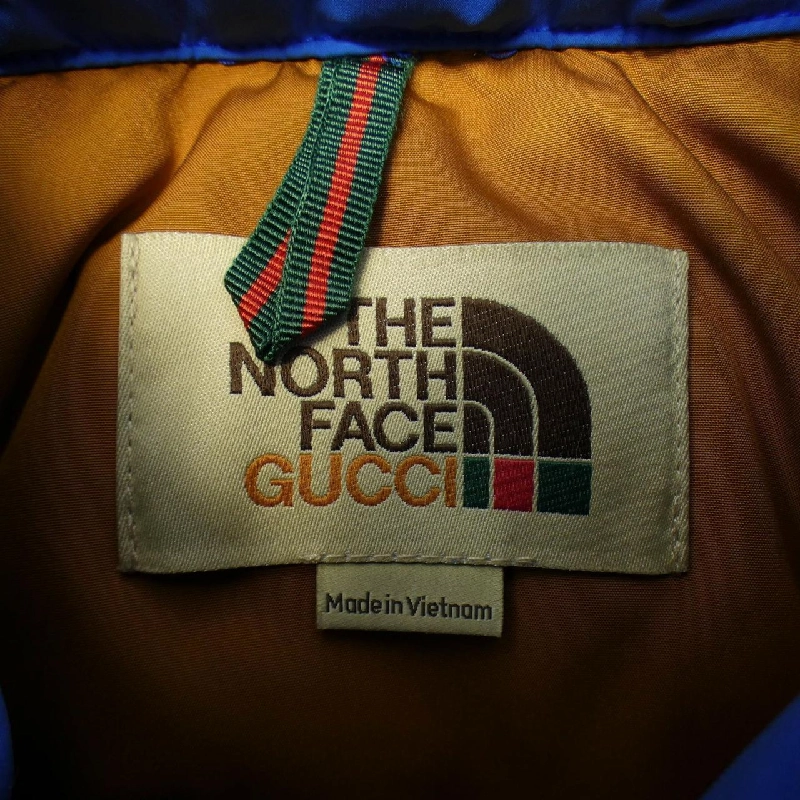 THE
NORTH
FACE
GUCCI
Made in Vietnam